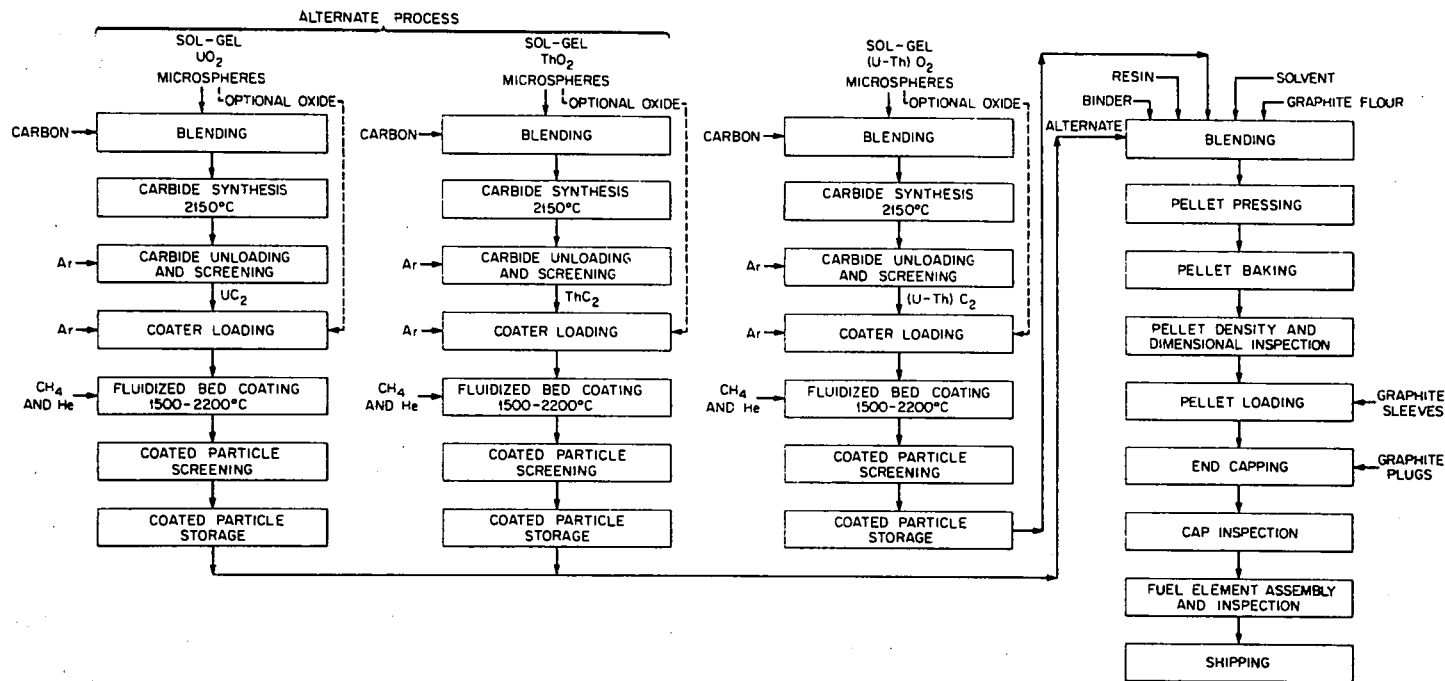 ALTERNATE PROCESS
SOL-GEL
UO2
MICROSPHERES
OPTIONAL OXIDE
CARBON
BLENDING
CARBIDE SYNTHESIS
2150°C
Ar
CARBIDE UNLOADING
AND SCREENING
UC2
Ar
COATER LOADING
CH4
AND He
FLUIDIZED BED COATING
1500-2200°C
COATED PARTICLE
SCREENING
COATED PARTICLE
STORAGE
SOL-GEL
ThO2
MICROSPHERES
OPTIONAL OXIDE
CARBON
BLENDING
CARBIDE SYNTHESIS
2150°C
Ar
CARBIDE UNLOADING
AND SCREENING
ThC2
Ar
COATER LOADING
CH4
AND He
FLUIDIZED BED COATING
1500-2200°C
COATED PARTICLE
SCREENING
COATED PARTICLE
STORAGE
SOL-GEL
(U-Th) O2
MICROSPHERES
OPTIONAL OXIDE
CARBON
BLENDING
CARBIDE SYNTHESIS
2150°C
Ar
CARBIDE UNLOADING
AND SCREENING
(U-Th) C2
Ar
COATER LOADING
CH4
AND He
FLUIDIZED BED COATING
1500-2200°C
COATED PARTICLE
SCREENING
COATED PARTICLE
STORAGE
RESIN
SOLVENT
BINDER
GRAPHITE FLOUR
ALTERNATE
BLENDING
PELLET PRESSING
PELLET BAKING
PELLET DENSITY AND
DIMENSIONAL INSPECTION
PELLET LOADING
GRAPHITE
SLEEVES
END CAPPING
GRAPHITE
PLUGS
CAP INSPECTION
FUEL ELEMENT ASSEMBLY
AND INSPECTION
SHIPPING